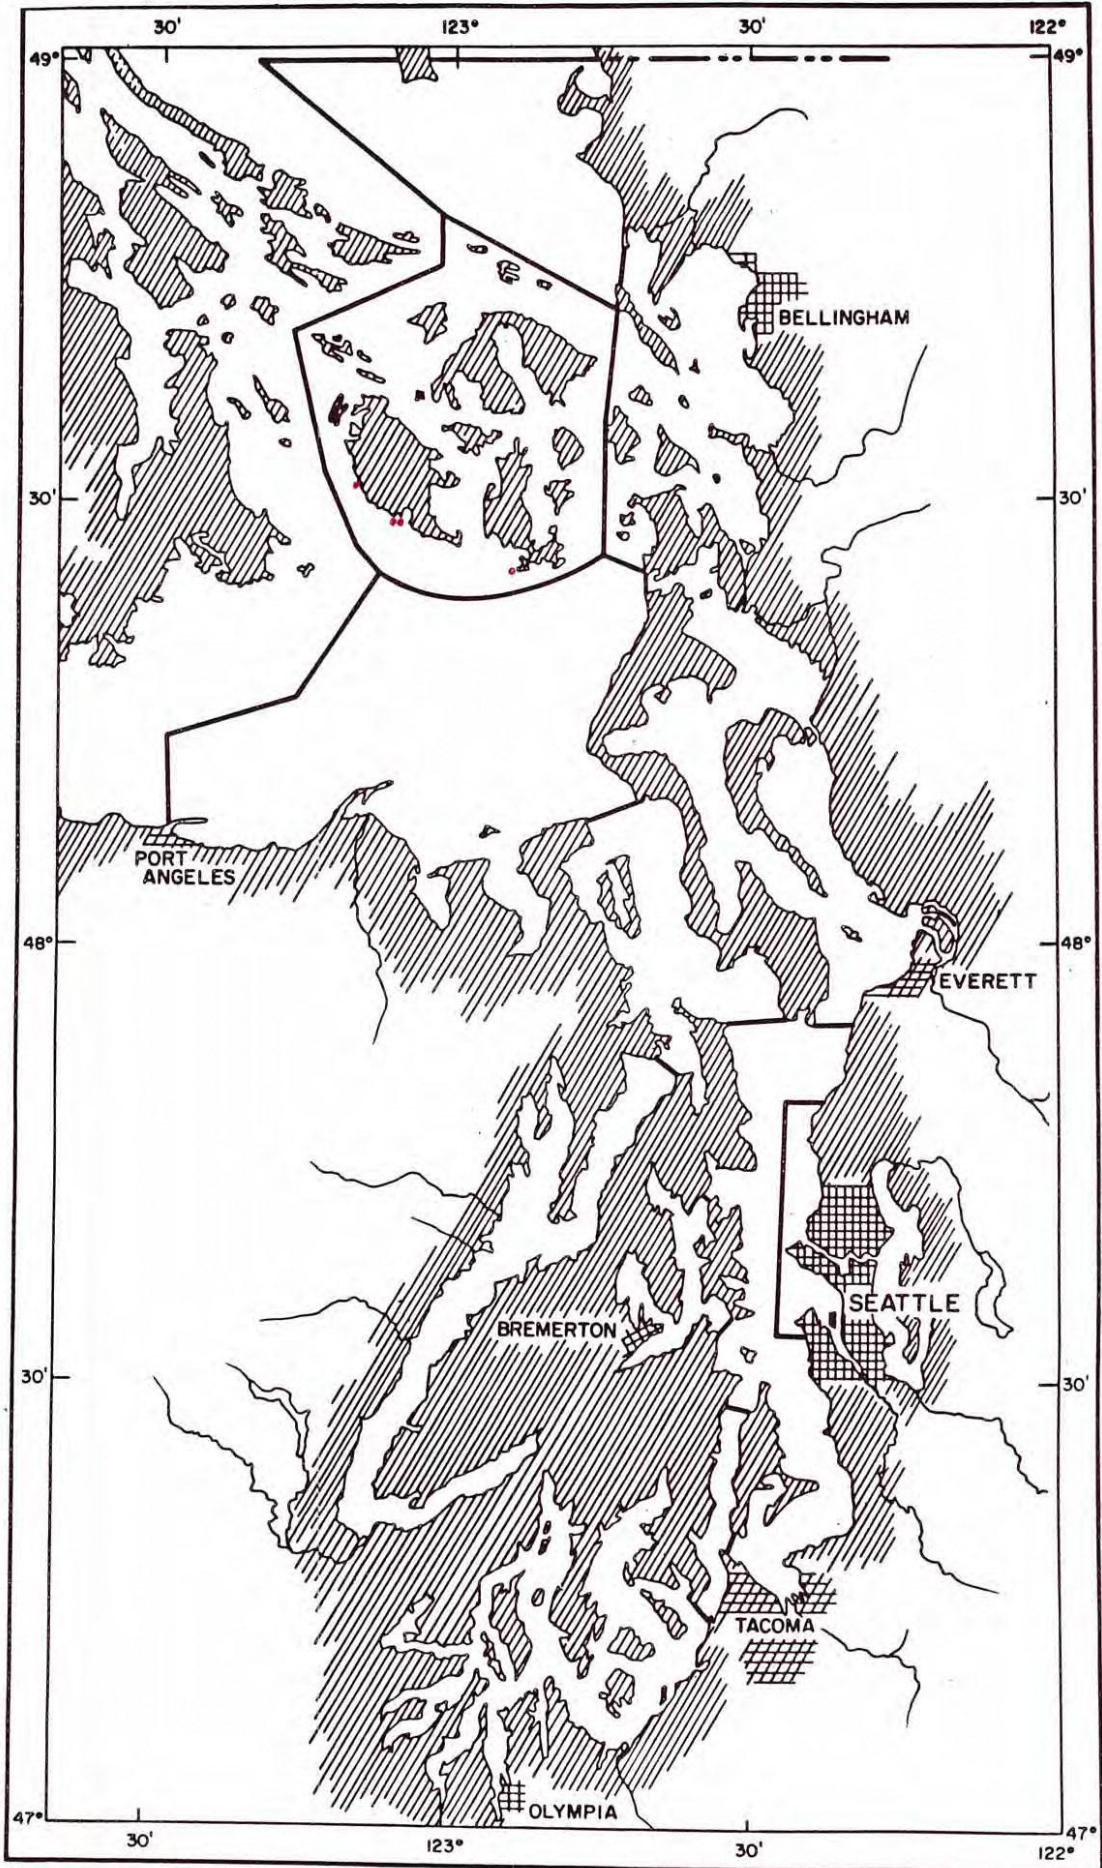 30'
123°
30'
122°
49°
49°
BELLINGHAM
30'
30'
PORT
ANGELES
48°
48°
EVERETT
SEATTLE
BREMERTON
30'
30'
TACOMA
OLYMPIA
47°
47°
30'
123°
30'
122°